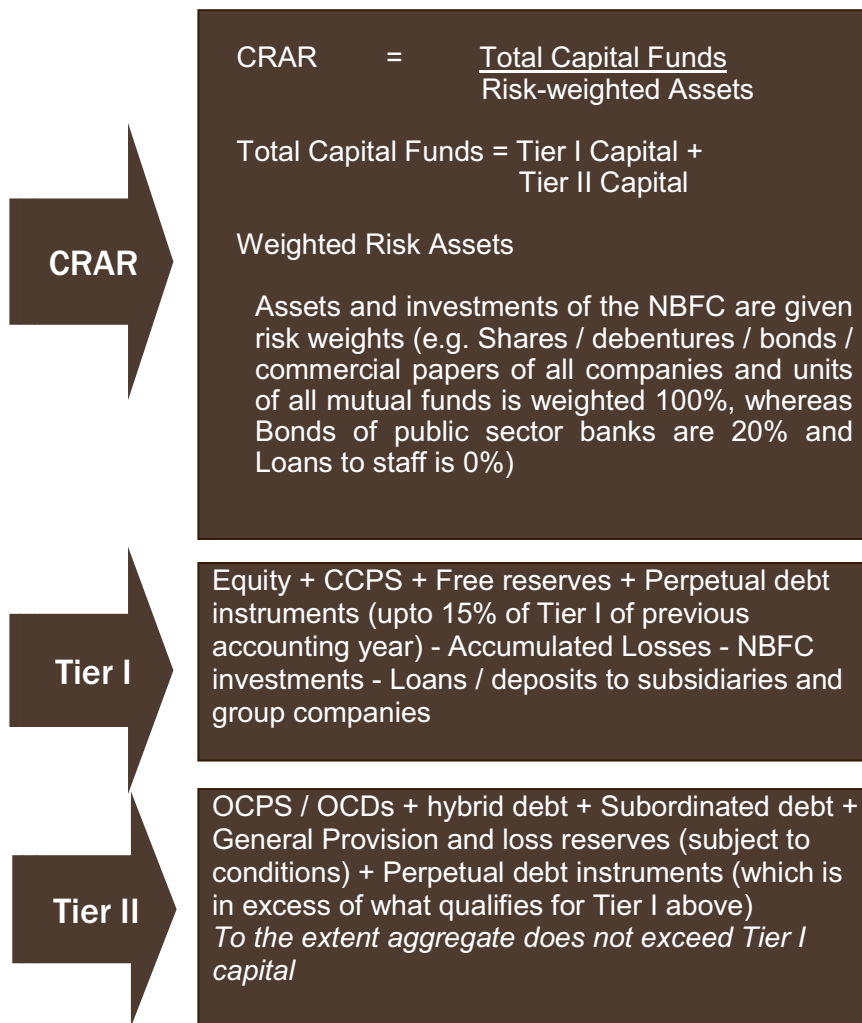 CRAR = Total Capital Funds
Risk-weighted Assets
Total Capital Funds = Tier I Capital +
Tier II Capital
Weighted Risk Assets
CRAR
Assets and investments of the NBFC are given
risk weights (e.g. Shares / debentures / bonds /
commercial papers of all companies and units
of all mutual funds is weighted 100%, whereas
Bonds of public sector banks are 20% and
Loans to staff is 0%)
Tier I
Equity + CCPS + Free reserves + Perpetual debt
instruments (upto 15% of Tier I of previous
accounting year) - Accumulated Losses - NBFC
investments - Loans / deposits to subsidiaries and
group companies
Tier II
OCPS / OCDs + hybrid debt + Subordinated debt +
General Provision and loss reserves (subject to
conditions) + Perpetual debt instruments (which is
in excess of what qualifies for Tier I above)
To the extent aggregate does not exceed Tier I
capital